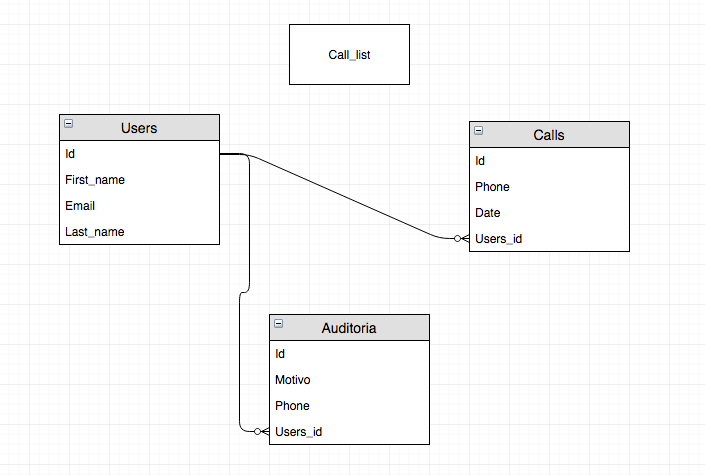 Call_list
Users
Id
First_name
Email
Last_name
Calls
Id
Phone
Date
Users_id
Auditoria
Id
Motivo
Phone
Users_id